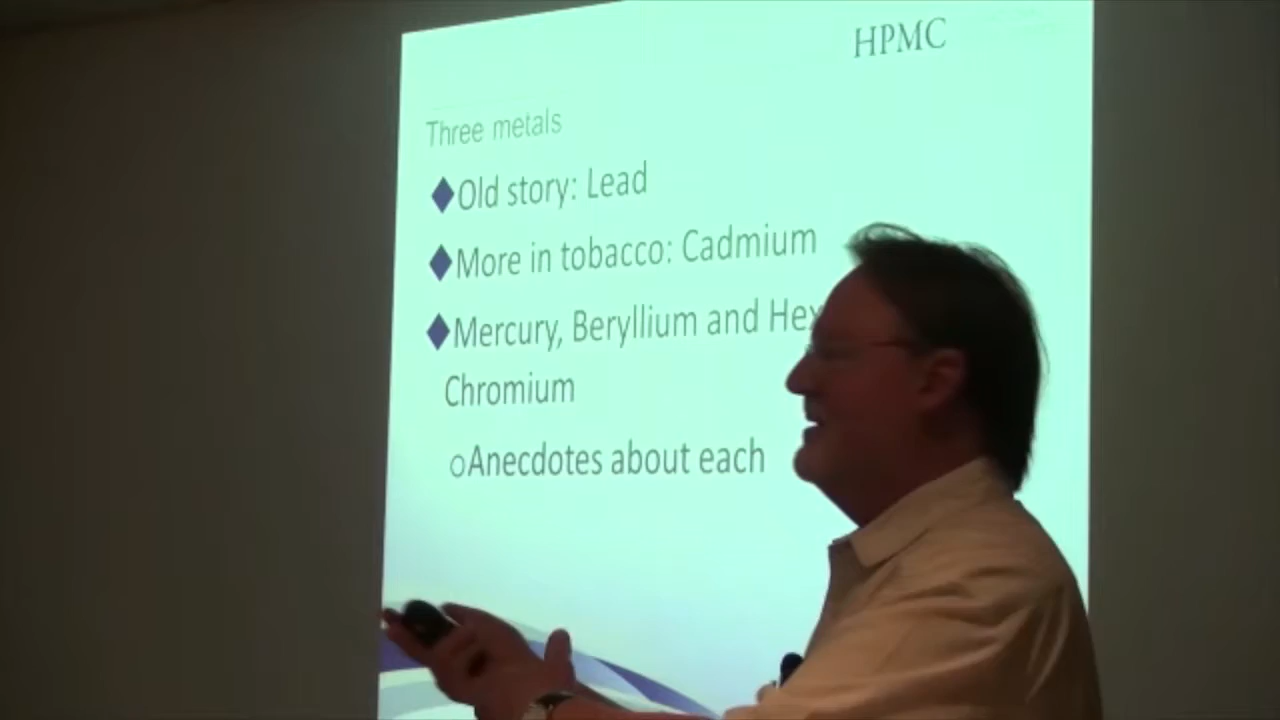 HPMC
Three metals
Old story: Lead
More in tobacco: Cadmium
Mercury, Beryllium and Hex
Chromium
Anecdotes about each